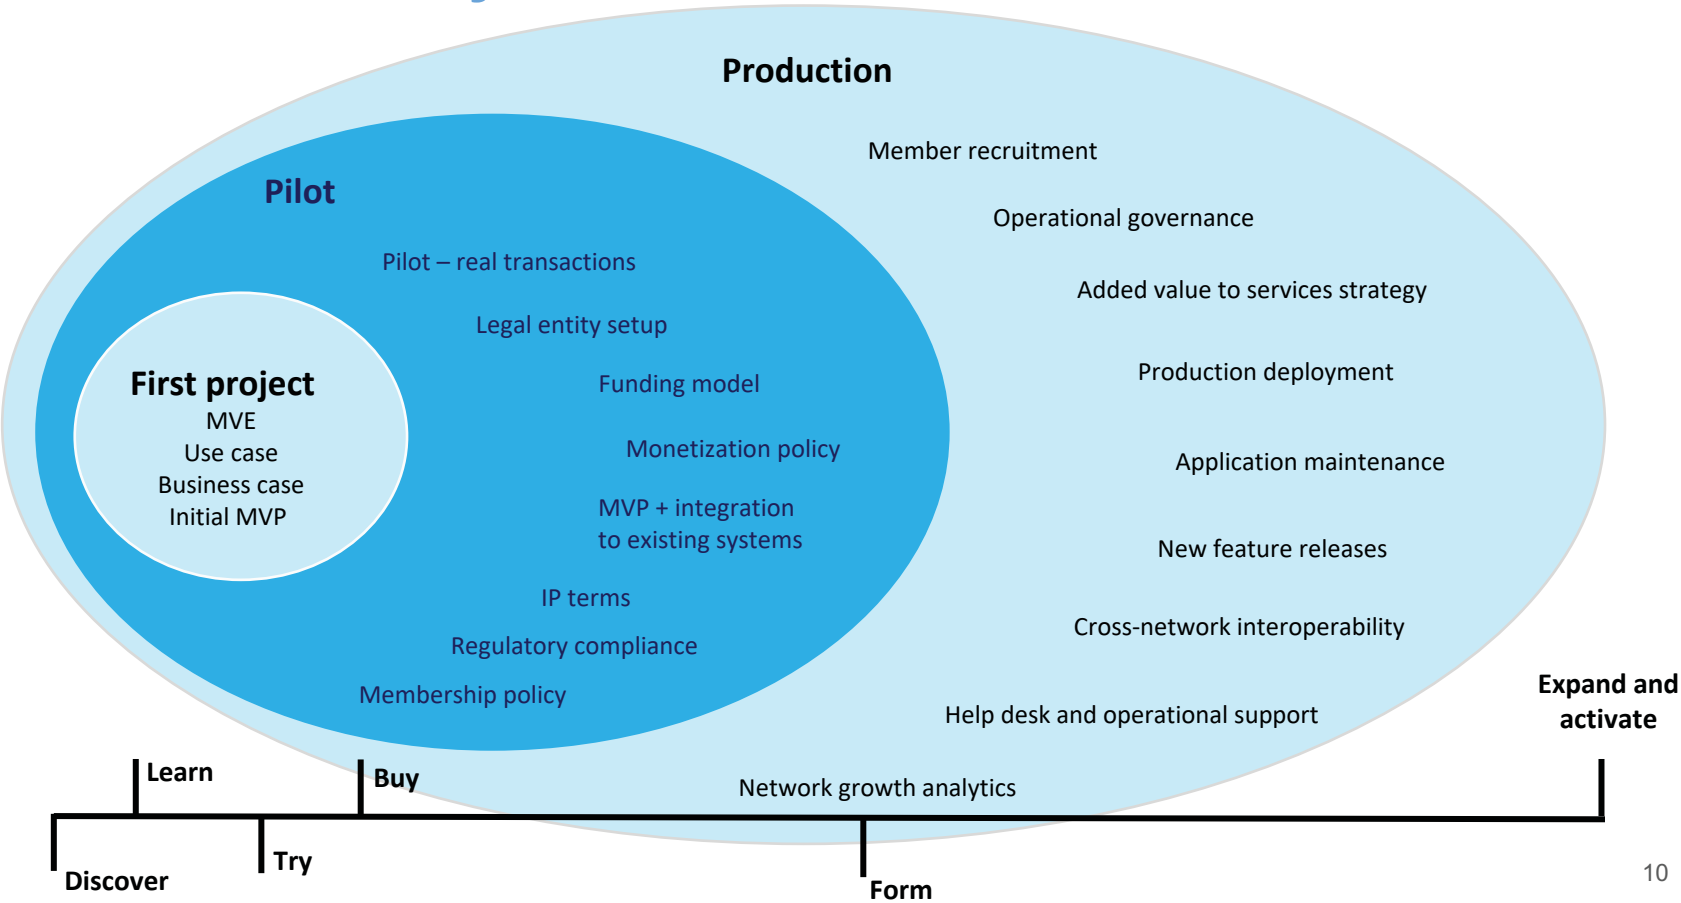 Production
Member recruitment
Pilot
Operational governance
Pilot – real transactions
Added value to services strategy
Legal entity setup
First project
MVE
Use case
Business case
Initial MVP
Funding model
Production deployment
Monetization policy
Application maintenance
MVP + integration
to existing systems
New feature releases
IP terms
Cross-network interoperability
Regulatory compliance
Membership policy
Help desk and operational support
Expand and
activate
Learn
Buy
Network growth analytics
Discover
Try
Form
10